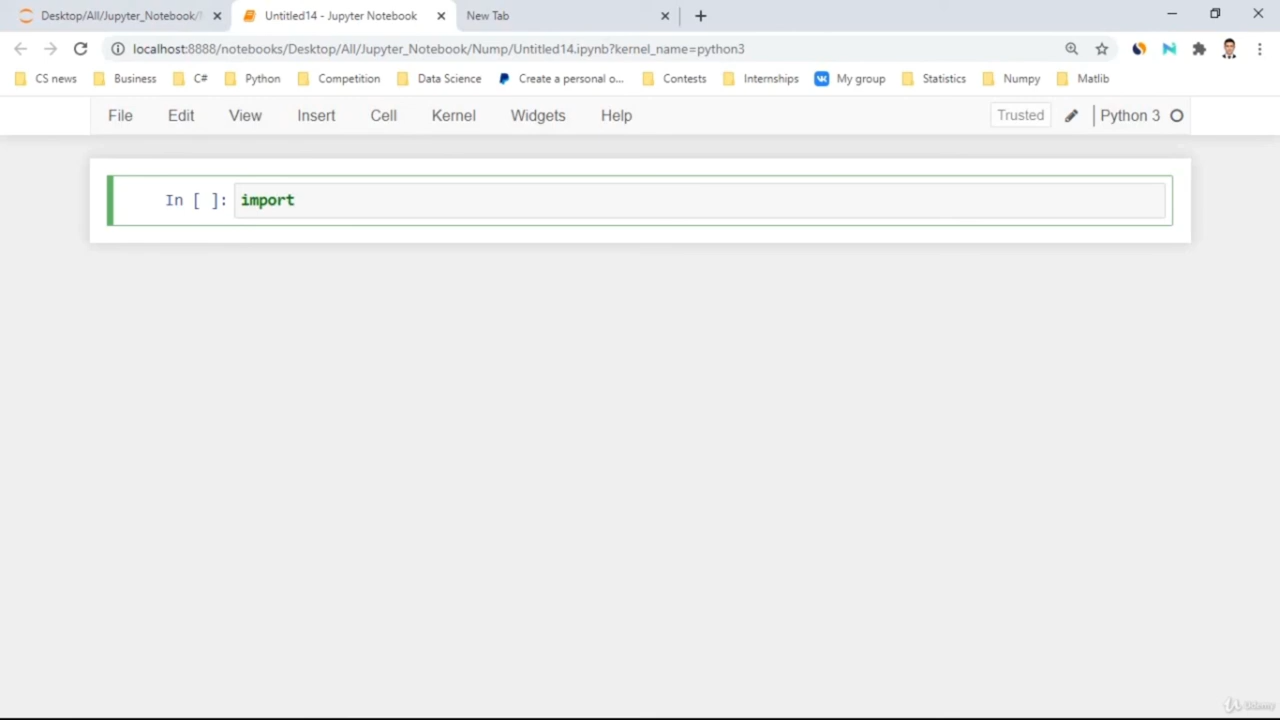 Desktop/All/Jupyter_Notebook/ Untitled14 - Jupyter Notebook New Tab
localhost:8888/notebooks/Desktop/All/Jupyter_Notebook/Nump/Untitled14.ipynb?kernel_name=python3
CS news Business C# Python Competition Data Science Create a personal o... Contests Internships My group Statistics Numpy Matlib
File Edit View Insert Cell Kernel Widgets Help Trusted Python 3
In [ ]: import
Udemy